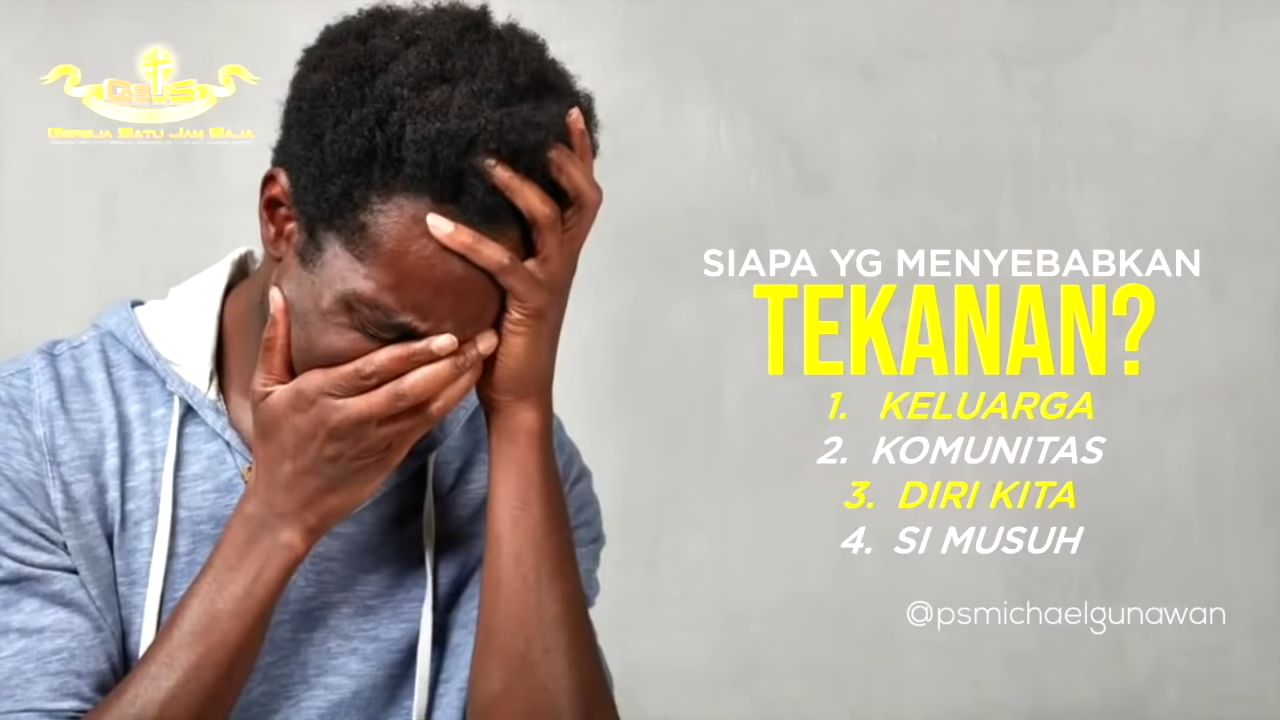 GEREJA SATU JAM SAJA
SIAPA YG MENYEBABKAN
TEKANAN?
1. KELUARGA
2. KOMUNITAS
3. DIRI KITA
4. SI MUSUH
@psmichaelgunawan